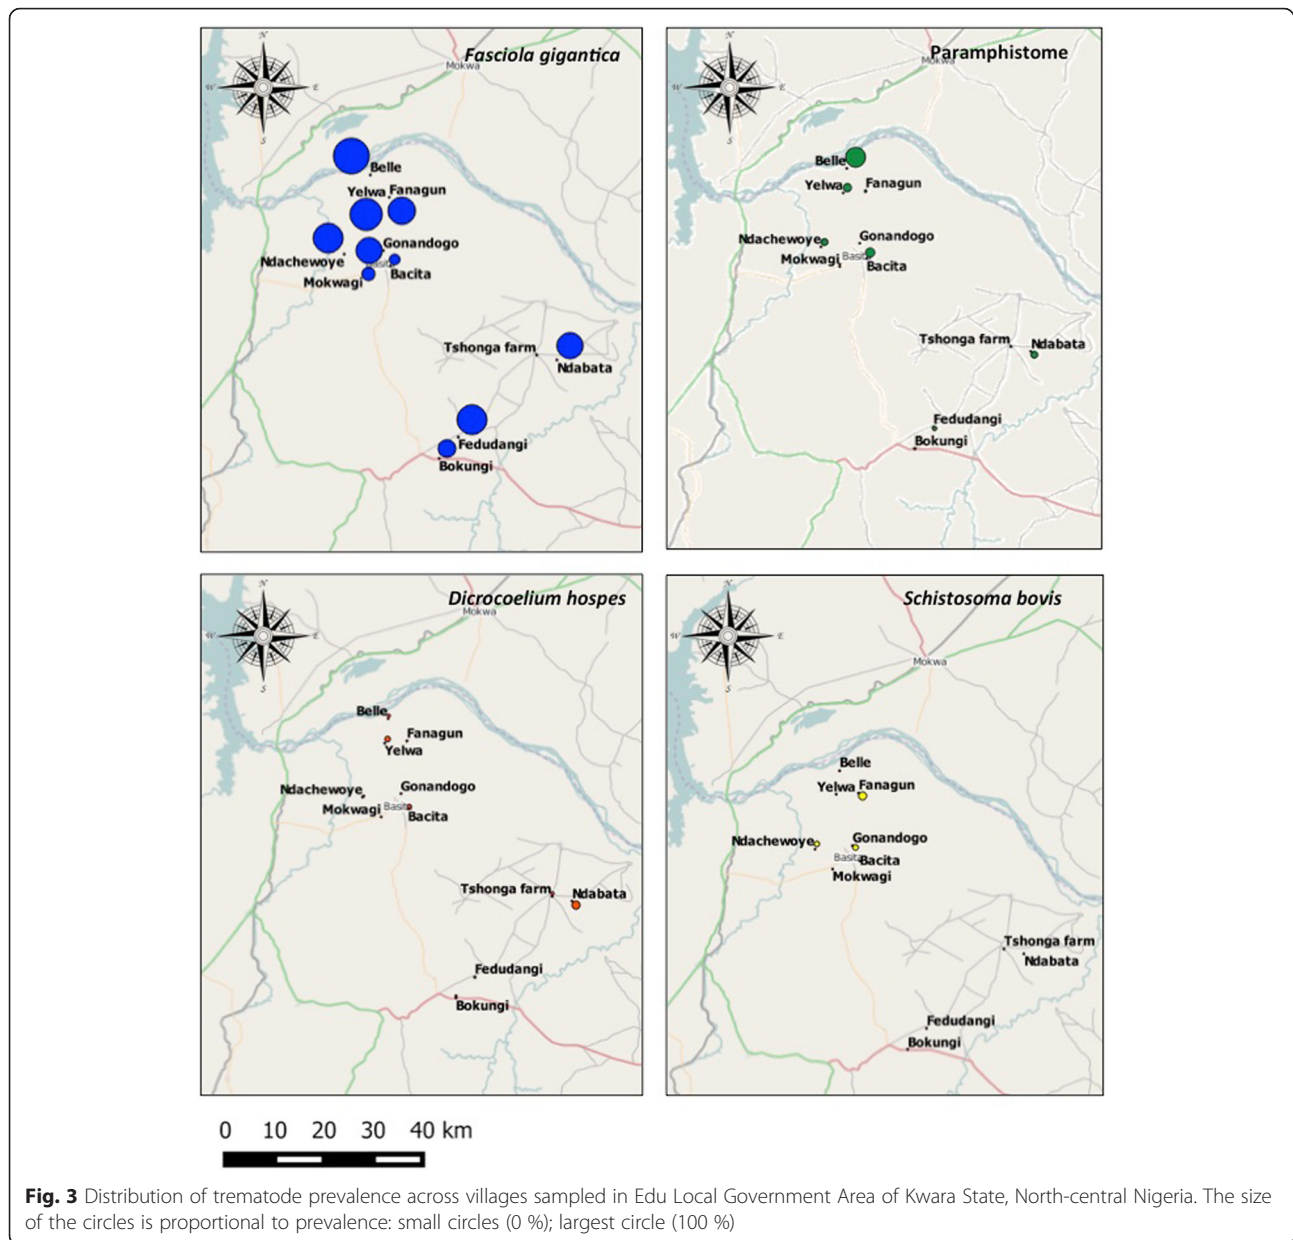 N
W
E
S
Fasciola gigantica
Mokwa
Belle
Yelwa
Fanagun
Gonandogo
Ndachewoye
Bacita
Mokwagi
Tshonga farm
Ndabata
Fedudangi
Bokungi
N
W
E
S
Paramphistome
Mokwa
Belle
Yelwa
Fanagun
Ndachewoye
Gonandogo
Mokwagi
Bacita
Tshonga farm
Ndabata
Fedudangi
Bokungi
N
W
E
S
Dicrocoelium hospes
Mokwa
Belle
Fanagun
Yelwa
Ndachewoye
Gonandogo
Mokwagi
Bacita
Tshonga farm
Ndabata
Fedudangi
Bokungi
N
W
E
S
Schistosoma bovis
Mokwa
Belle
Yelwa
Fanagun
Ndachewoye
Gonandogo
Bacita
Mokwagi
Tshonga farm
Ndabata
Fedudangi
Bokungi
0 10 20 30 40 km
Fig. 3 Distribution of trematode prevalence across villages sampled in Edu Local Government Area of Kwara State, North-central Nigeria. The size
of the circles is proportional to prevalence: small circles (0 %); largest circle (100 %)